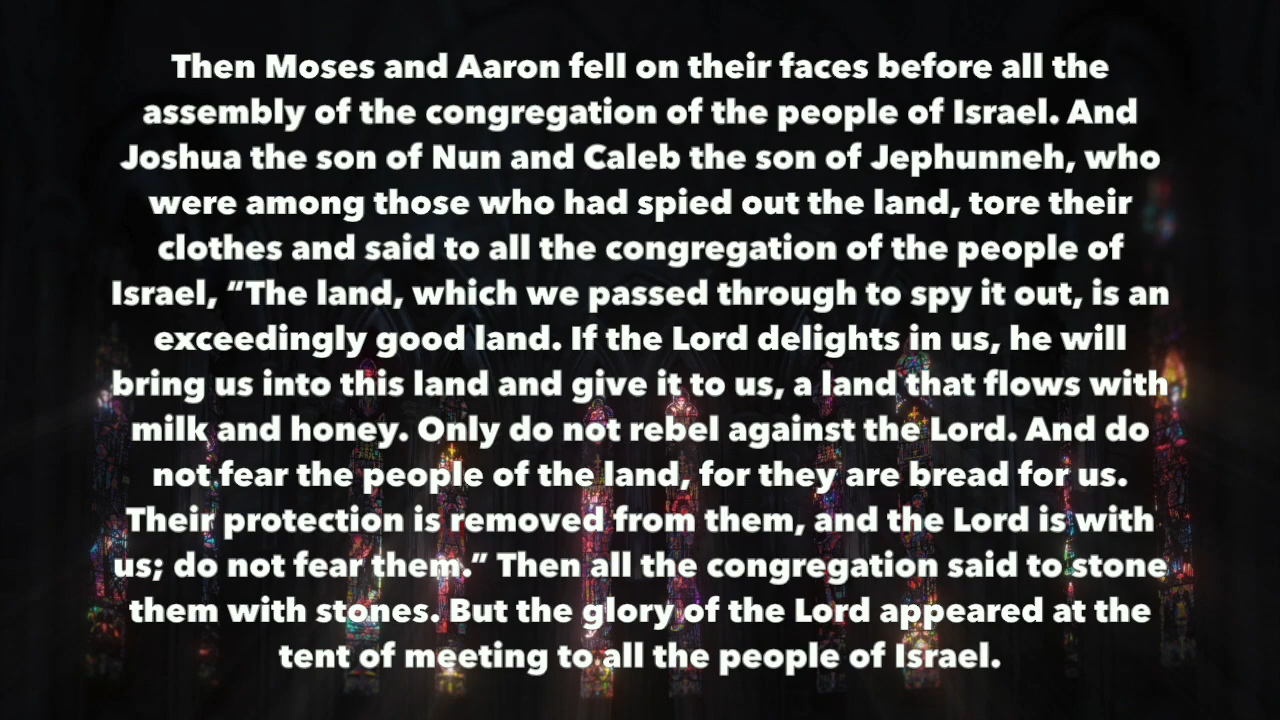 Then Moses and Aaron fell on their faces before all the
assembly of the congregation of the people of Israel. And
Joshua the son of Nun and Caleb the son of Jephunneh, who
were among those who had spied out the land, tore their
clothes and said to all the congregation of the people of
Israel, “The land, which we passed through to spy it out, is an
exceedingly good land. If the Lord delights in us, he will
bring us into this land and give it to us, a land that flows with
milk and honey. Only do not rebel against the Lord. And do
not fear the people of the land, for they are bread for us.
Their protection is removed from them, and the Lord is with
us; do not fear them.” Then all the congregation said to stone
them with stones. But the glory of the Lord appeared at the
tent of meeting to all the people of Israel.